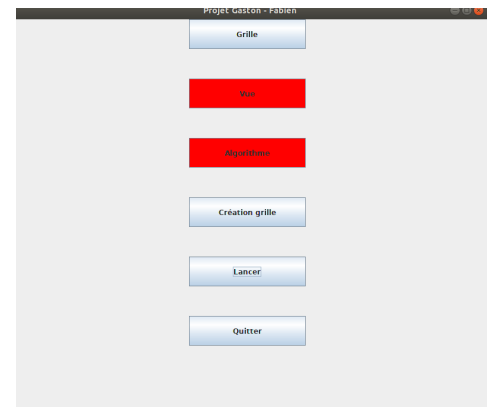 Projet Gaston - Fabien
Grille
Vue
Algorithme
Création grille
Lancer
Quitter